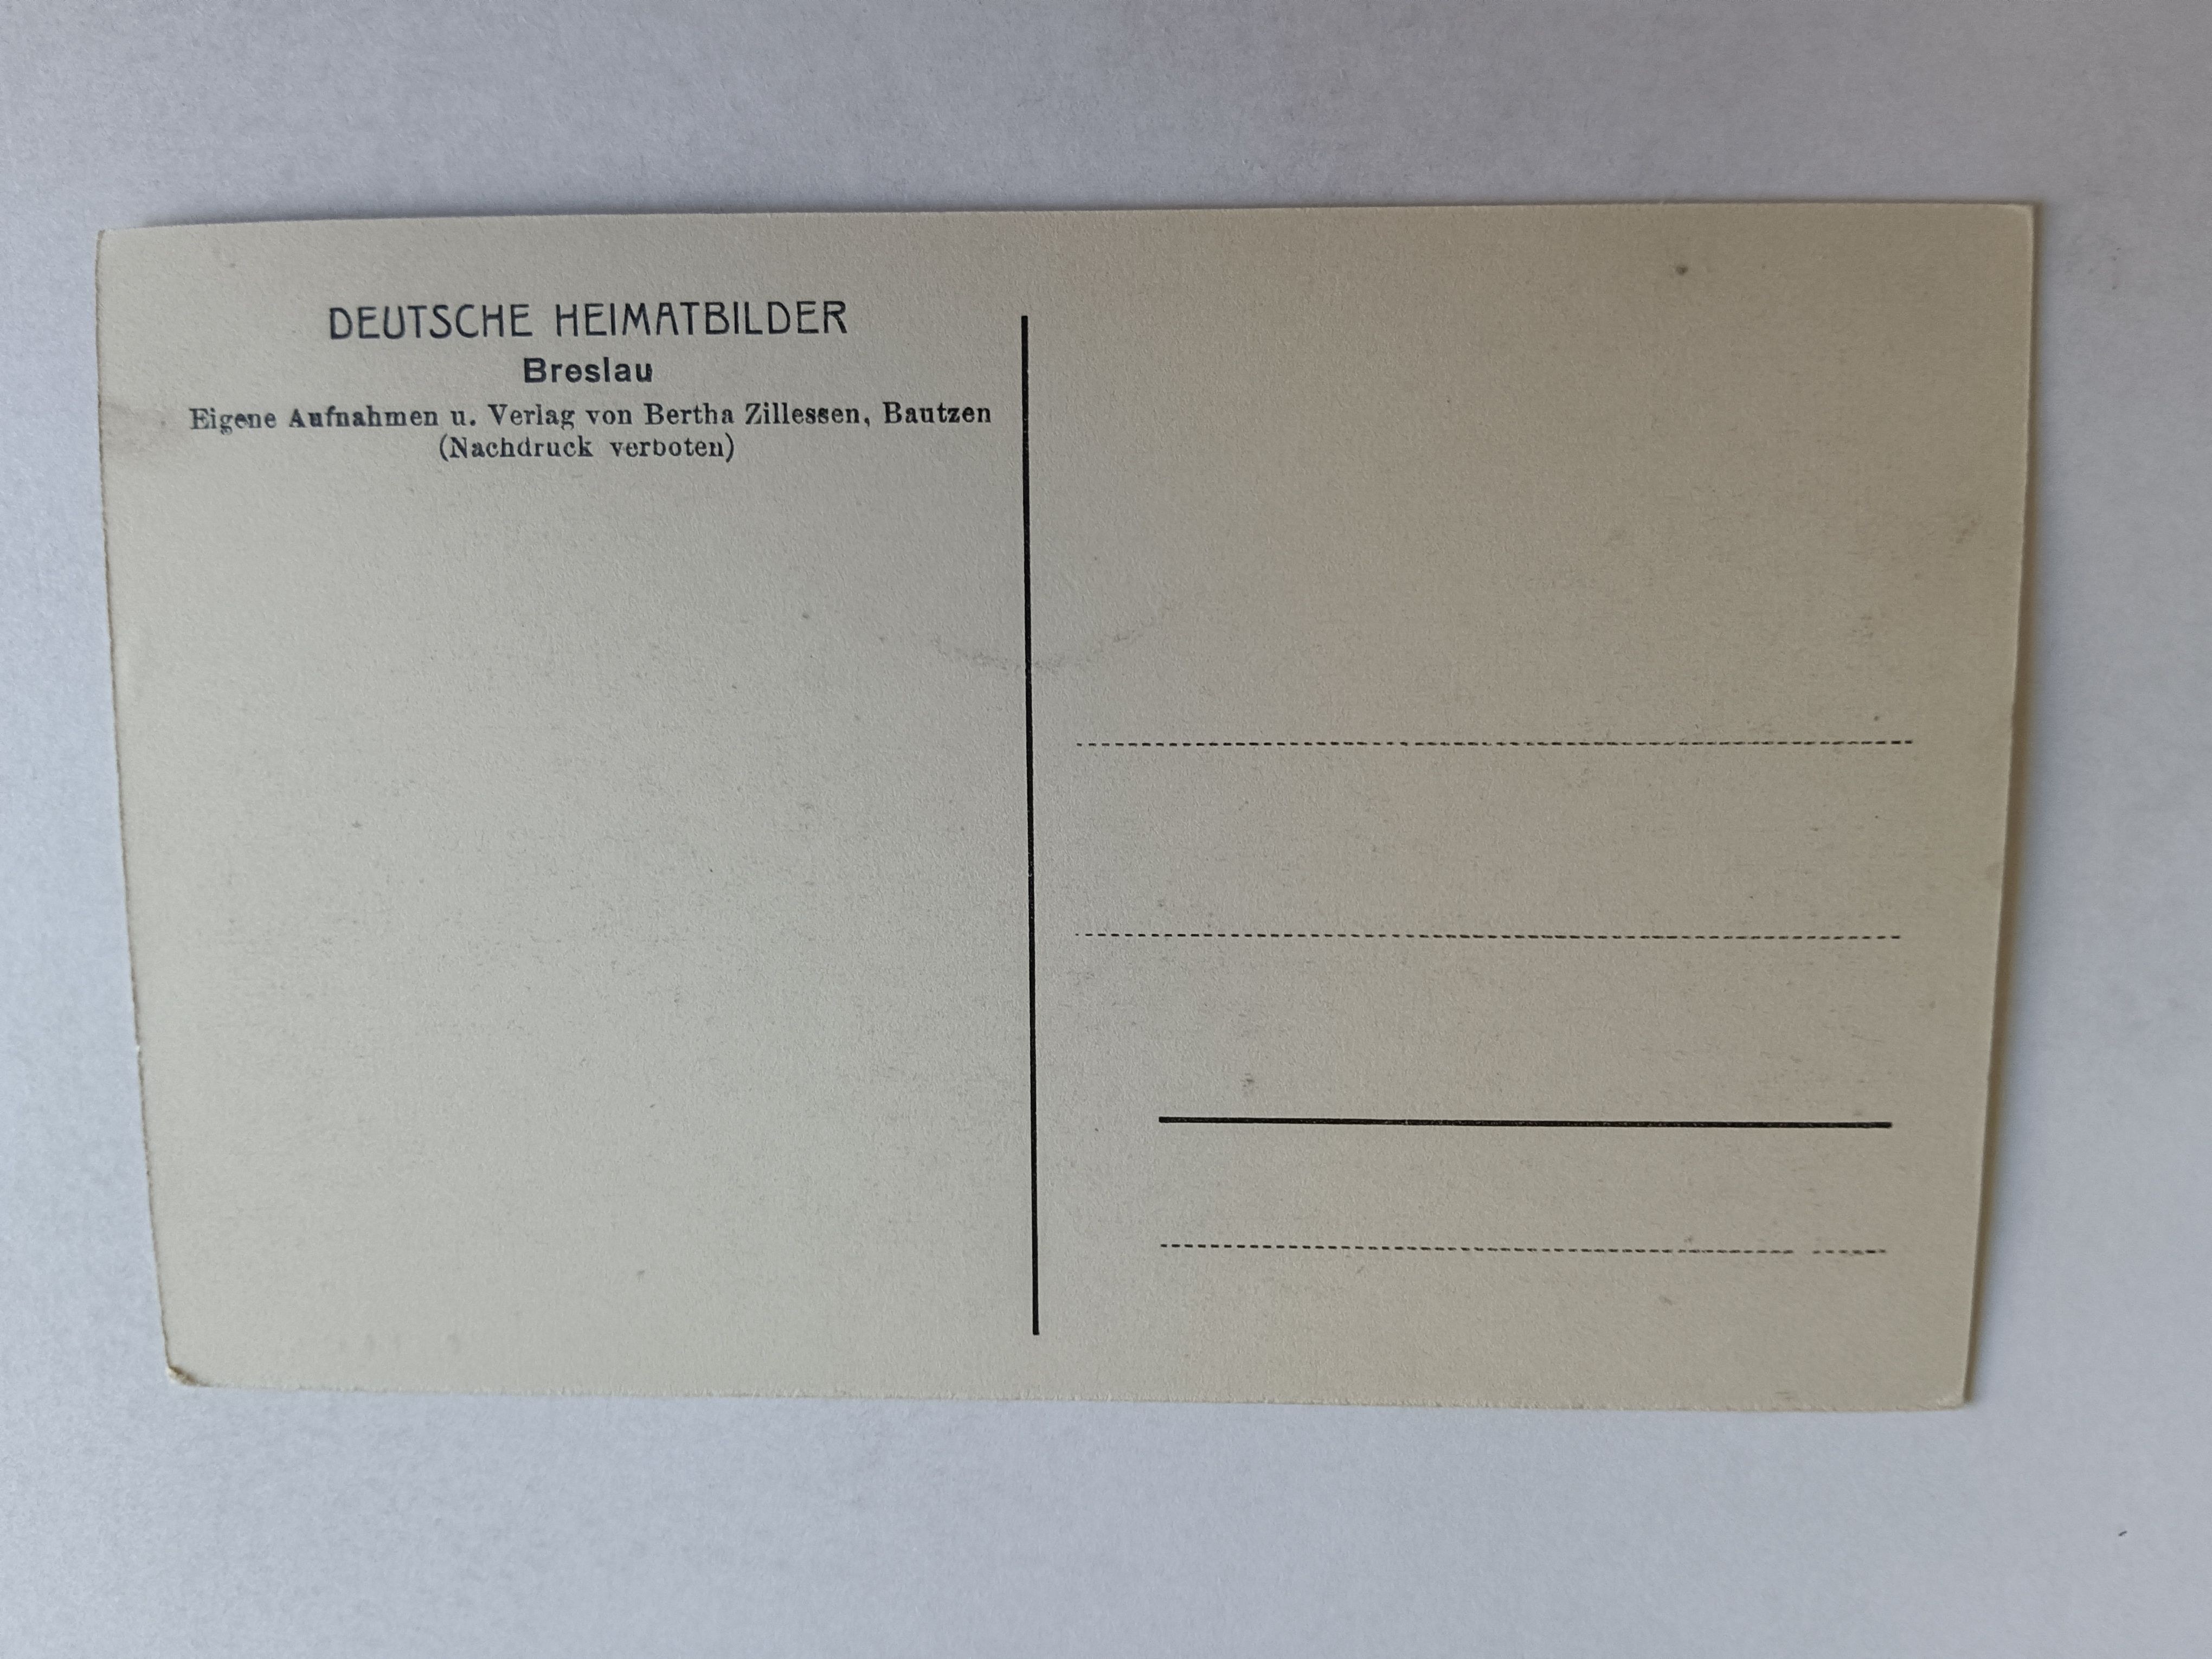 DEUTSCHE HEIMATBILDER
Breslau
Eigene Aufnahmen u. Verlag von Bertha Zillessen, Bautzen
(Nachdruck verboten)